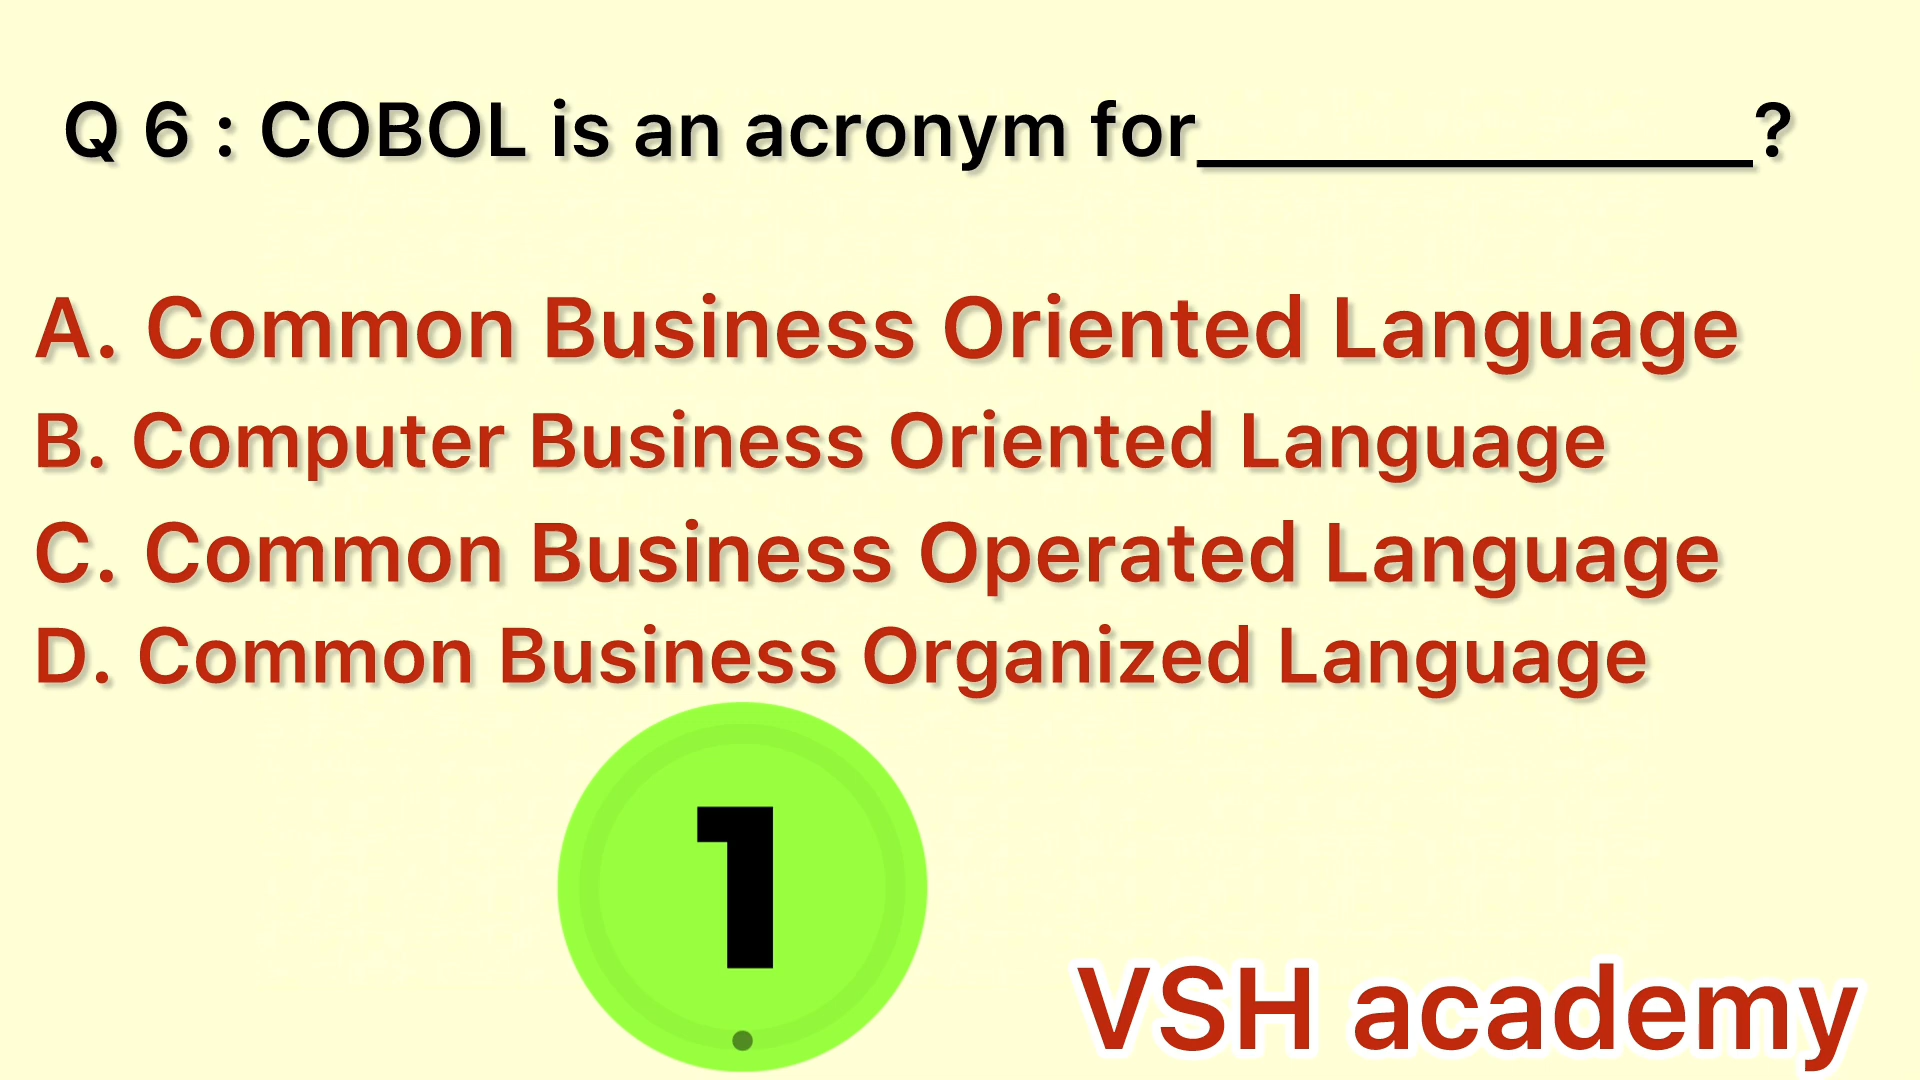 Q 6 : COBOL is an acronym for_______________?
A. Common Business Oriented Language
B. Computer Business Oriented Language
C. Common Business Operated Language
D. Common Business Organized Language
1
VSH academy